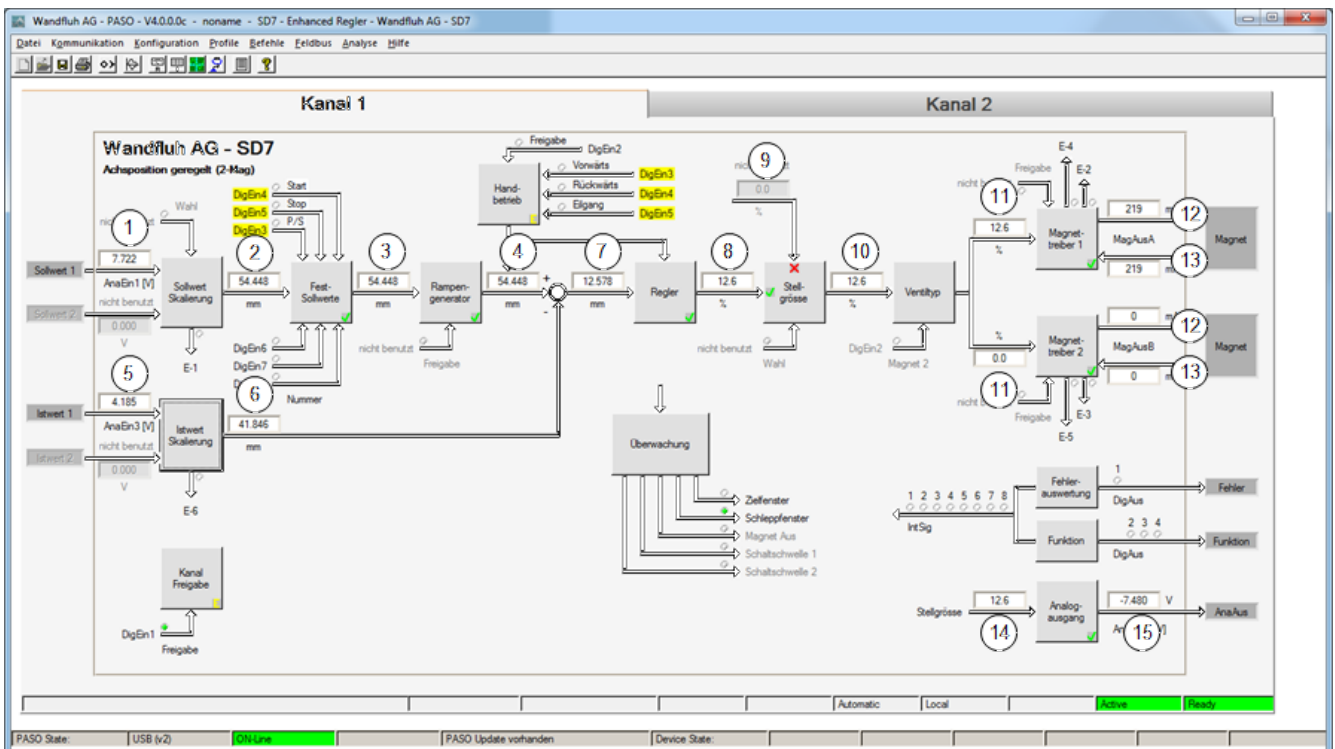 Wandfluh AG - PASO - V4.0.0.0c - noname - SD7 - Enhanced Regler - Wandfluh AG - SD7
Datei Kommunikation Konfiguration Profile Befehle Feldbus Analyse Hilfe
Kanal 1 Kanal 2
Wandfluh AG - SD7
Achsposition geregelt (2-Mag)
Wahl
1
7.722
Sollwert 1
AnaEin1 [V]
nicht benutzt
Sollwert 2
0.000
V
Sollwert
Skalierung
E-1
DigEin4 Start
DigEin5 Stop
DigEin3 P/S
2
54.448
mm
Fest-
Sollwerte
DigEin6
DigEin7
Nummer
3
54.448
mm
Rampen-
generator
nicht benutzt
Freigabe
Freigabe
DigEin2
Hand-
betrieb
Vorwärts DigEin3
Rückwärts DigEin4
Eilgang DigEin5
4
54.448
mm
+
-
7
12.578
mm
Regler
8
12.6
%
9
0.0
%
Stell-
grösse
nicht benutzt
Wahl
10
12.6
%
Ventiltyp
DigEin2
Magnet 2
E-4
Freigabe
E-2
11
12.6
%
Magnet-
treiber 1
219
12
MagAusA
13
219
Magnet
%
0.0
Magnet-
treiber 2
0
12
MagAusB
13
0
Magnet
11
Freigabe
E-3
E-5
5
4.185
Istwert 1
AnaEin3 [V]
nicht benutzt
Istwert 2
0.000
V
Istwert
Skalierung
E-6
6
41.846
mm
Überwachung
Zielfenster
Schleppfenster
Magnet Aus
Schaltschwelle 1
Schaltschwelle 2
Kanal
Freigabe
DigEin1
Freigabe
1 2 3 4 5 6 7 8
IntSig
Fehler-
auswertung
1
DigAus
Fehler
Funktion
2 3 4
DigAus
Funktion
Stellgrösse
12.6
14
Analog-
ausgang
-7.480 V
15
AnaAus
Automatic Local Active Ready
PASO State: USB (v2) ON-Line PASO Update vorhanden Device State: